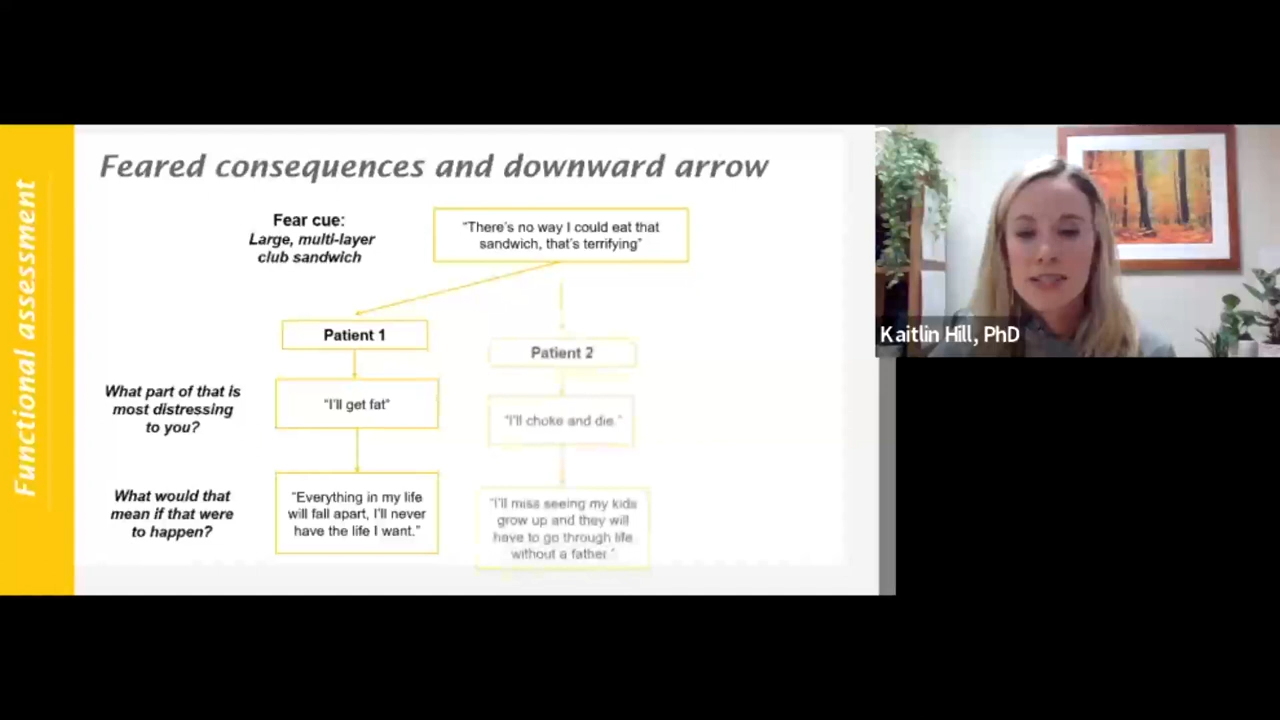 Functional assessment
Feared consequences and downward arrow
Fear cue:
Large, multi-layer
club sandwich
"There's no way I could eat that
sandwich, that's terrifying"
Patient 1
Patient 2
What part of that is
most distressing
to you?
"I'll get fat"
"I'll choke and die."
What would that
mean if that were
to happen?
"Everything in my life
will fall apart, I'll never
have the life I want."
"I'll miss seeing my kids
grow up and they will
have to go through life
without a father."
Kaitlin Hill, PhD